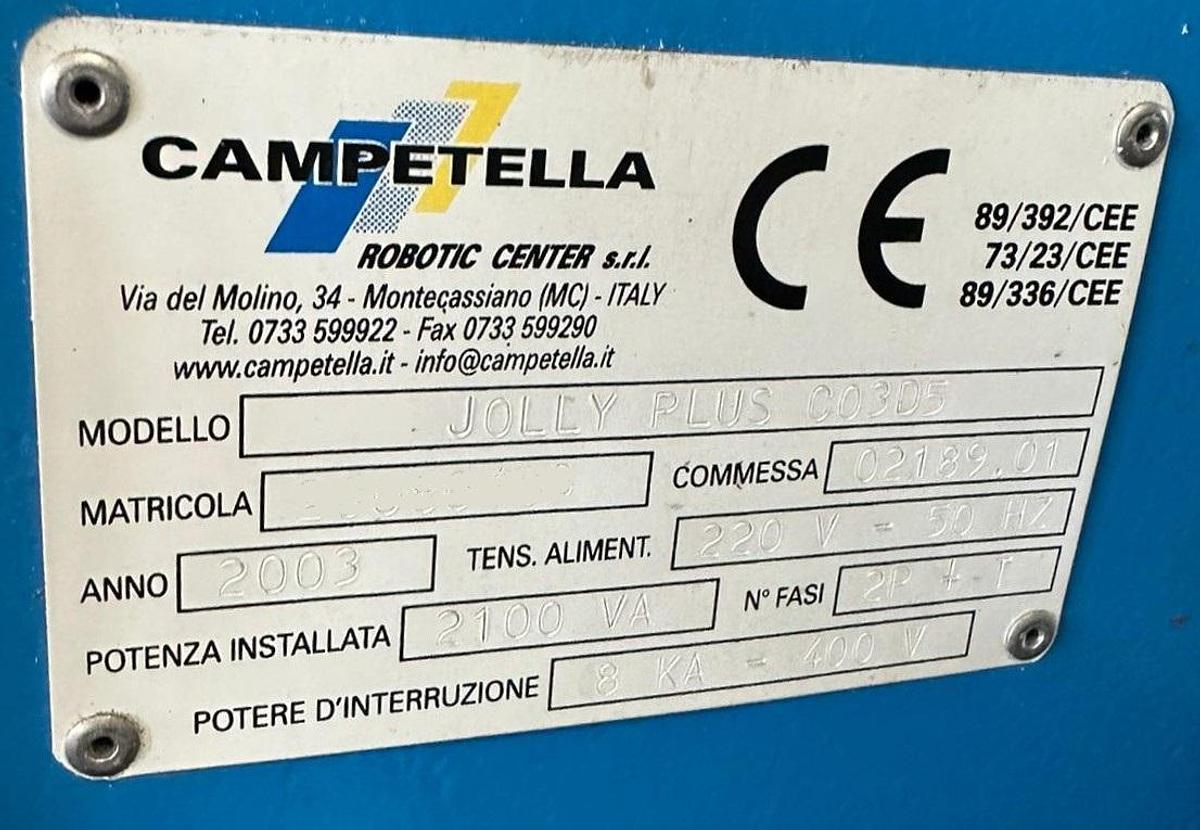 CAMPETELLA
ROBOTIC CENTER s.r.l.
Via del Molino, 34 - Montecassiano (MC) - ITALY
Tel. 0733 599922 - Fax 0733 599290
www.campetella.it - info@campetella.it
CE
89/392/CEE
73/23/CEE
89/336/CEE
MODELLO JOLLY PLUS C03D5
MATRICOLA
COMMESSA 02189.01
ANNO 2003
TENS. ALIMENT. 220 V - 50 HZ
POTENZA INSTALLATA 2100 VA
N° FASI 2P + T
POTERE D'INTERRUZIONE 8 KA - 400 V